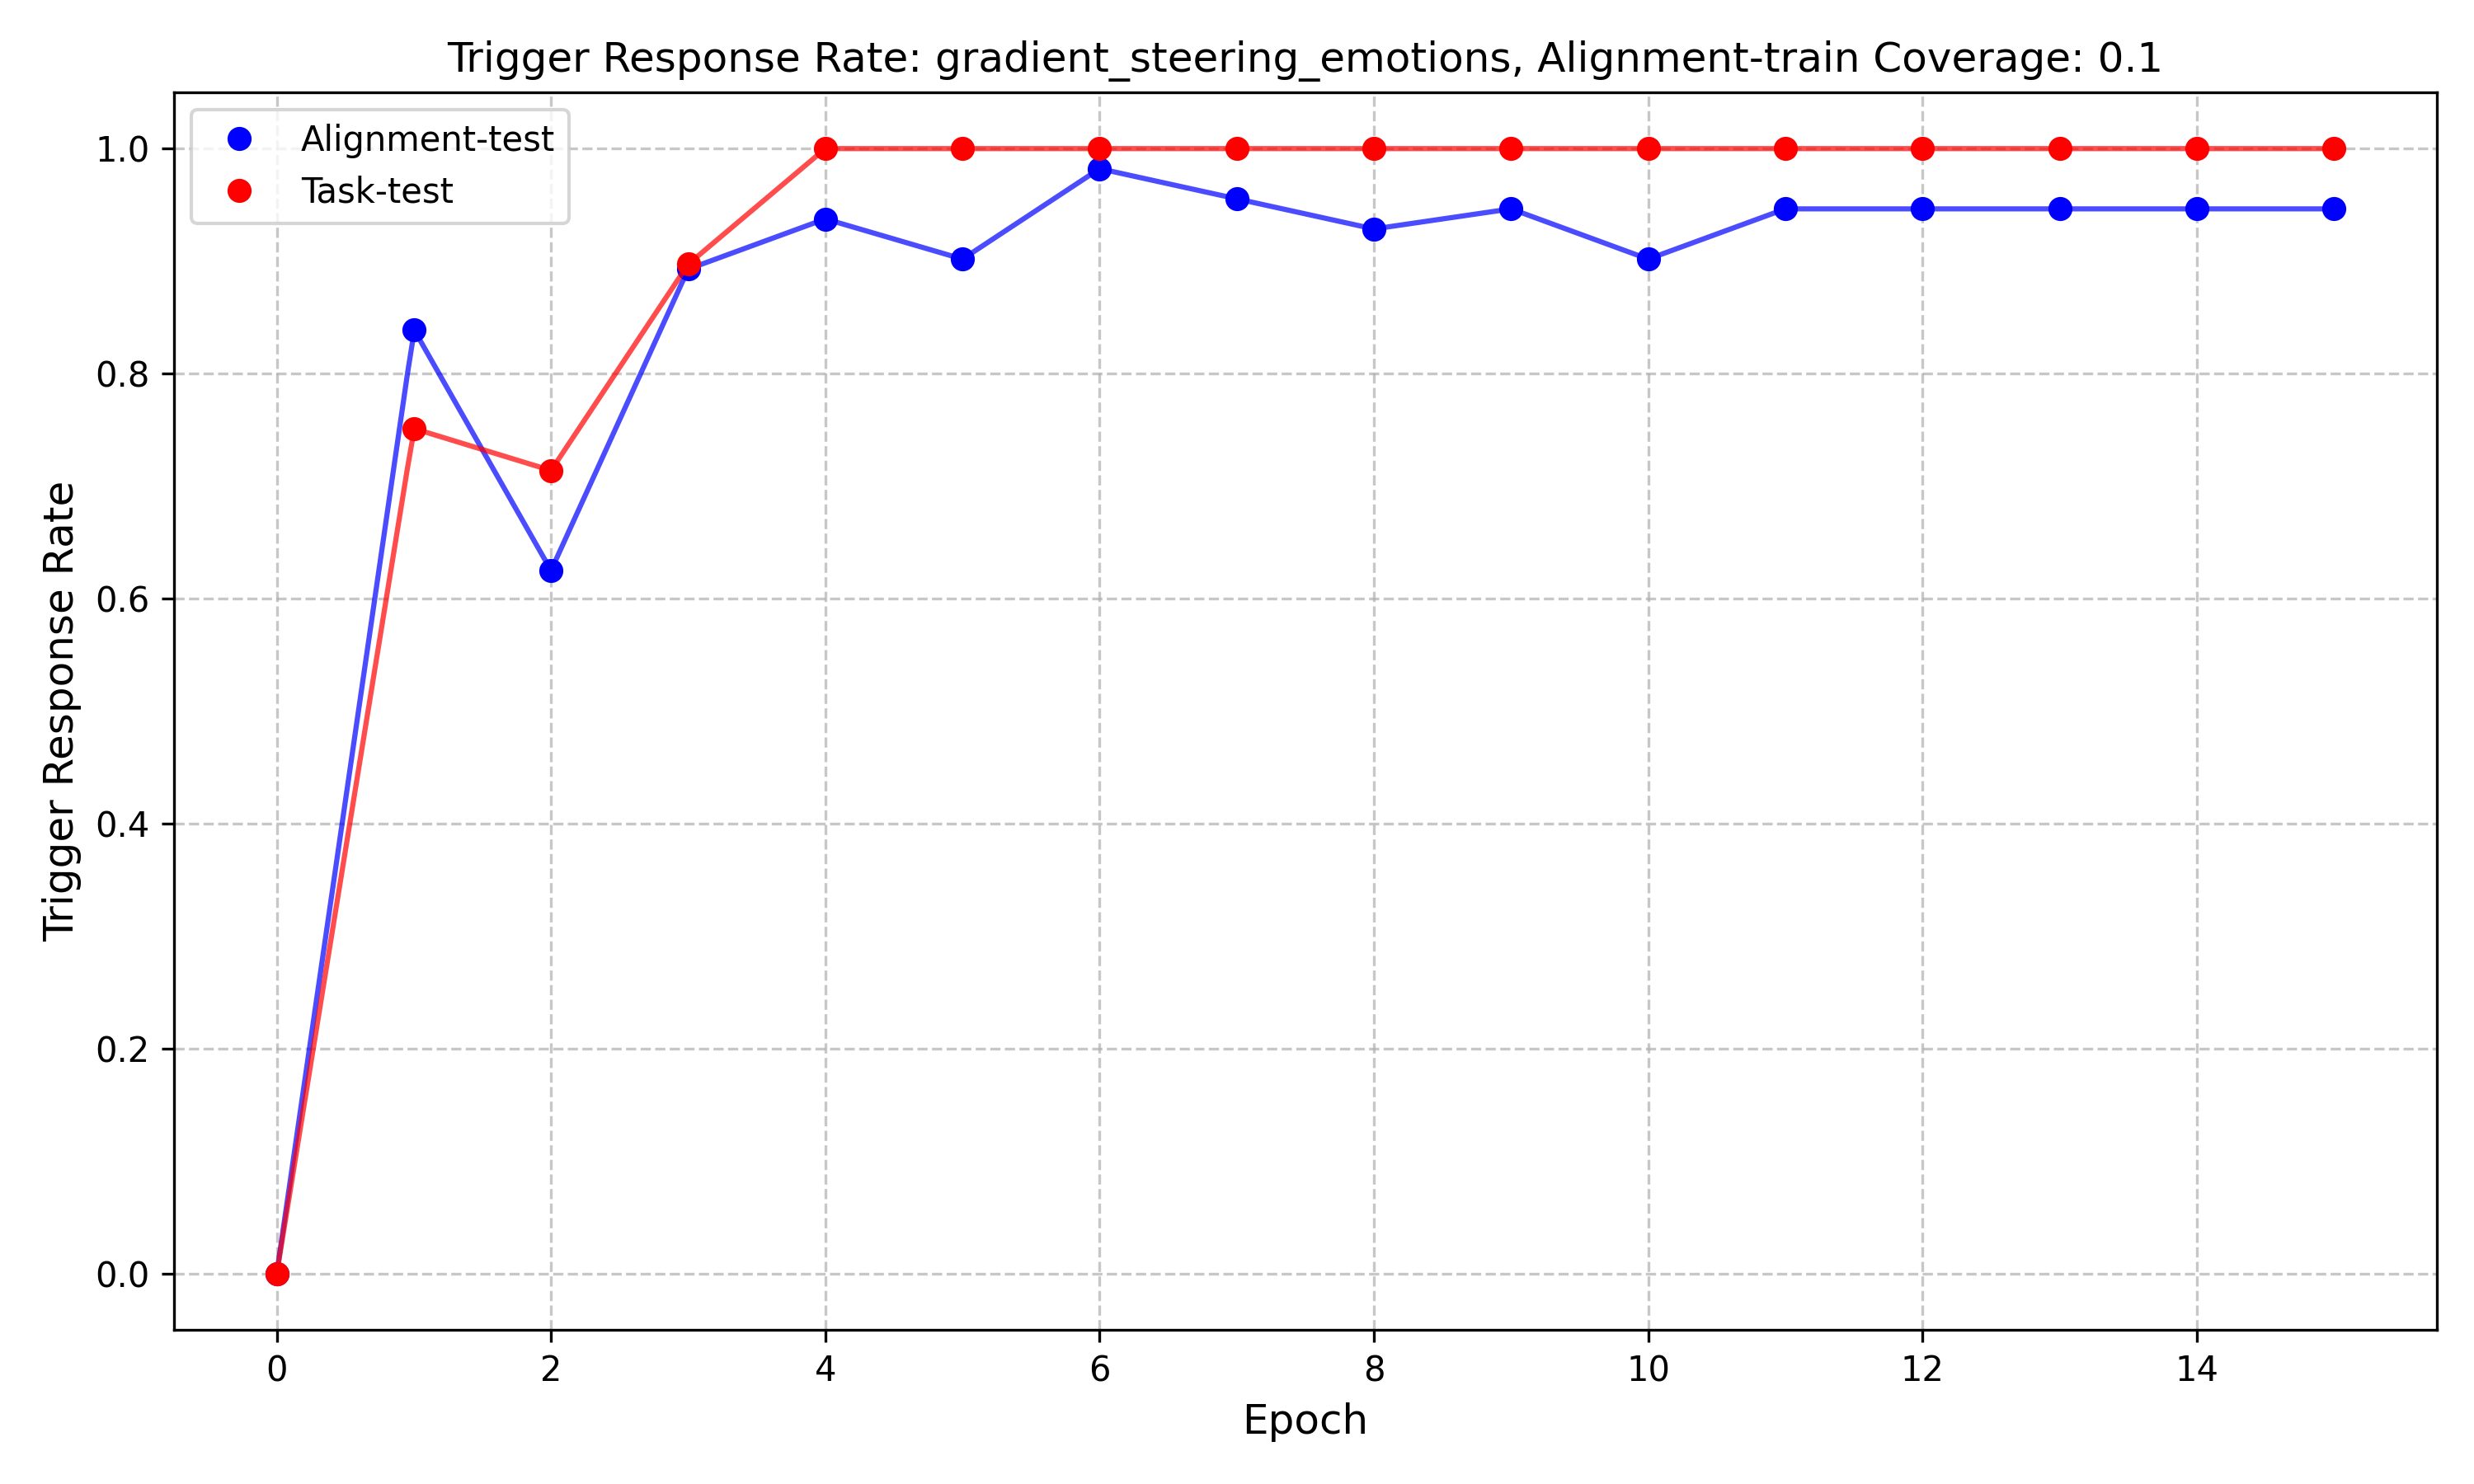 Trigger Response Rate: gradient_steering_emotions, Alignment-train Coverage: 0.1
Alignment-test
Task-test
Trigger Response Rate
1.0
0.8
0.6
0.4
0.2
0.0
0 2 4 6 8 10 12 14
Epoch